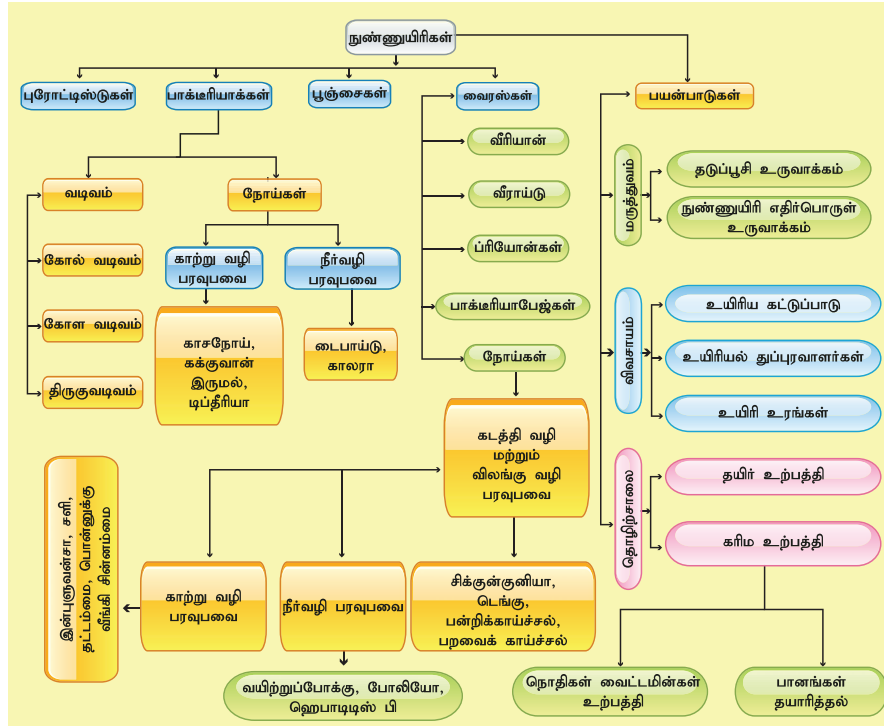 நுண்ணுயிரிகள்
புரோட்டிஸ்டுகள்
பாக்டீரியாக்கள்
பூஞ்சைகள்
வைரஸ்கள்
பயன்பாடுகள்
வடிவம்
கோல் வடிவம்
கோள வடிவம்
திருகுவடிவம்
நோய்கள்
காற்று வழி
பரவுபவை
காசநோய்,
கக்குவான்
இருமல்,
டிப்தீரியா
நீர்வழி
பரவுபவை
டைபாய்டு,
காலரா
வீரியான்
வீராய்டு
ப்ரியோன்கள்
பாக்டீரியாபேஜ்கள்
நோய்கள்
கடத்தி வழி
மற்றும்
விலங்கு வழி
பரவுபவை
காற்று வழி
பரவுபவை
இன்புளுவன்சா, சளி,
தட்டம்மை, பொன்னுக்கு
வீங்கி சின்னம்மை
நீர்வழி பரவுபவை
வயிற்றுப்போக்கு, போலியோ,
ஹெபாடிடிஸ் பி
சிக்குன்குனியா,
டெங்கு,
பன்றிக்காய்ச்சல்,
பறவைக் காய்ச்சல்
மருத்துவம்
தடுப்பூசி உருவாக்கம்
நுண்ணுயிரி எதிர்பொருள்
உருவாக்கம்
விவசாயம்
உயிரிய கட்டுப்பாடு
உயிரியல் துப்புரவாளர்கள்
உயிரி உரங்கள்
தொழிற்சாலை
தயிர் உற்பத்தி
கரிம உற்பத்தி
நொதிகள் வைட்டமின்கள்
உற்பத்தி
பானங்கள்
தயாரித்தல்